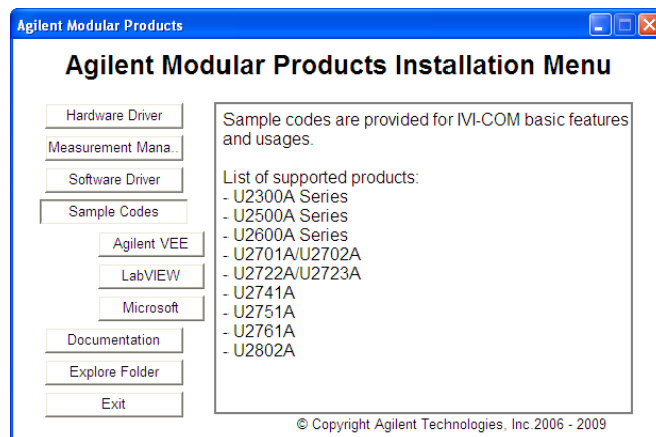 Agilent Modular Products
Agilent Modular Products Installation Menu
Hardware Driver
Measurement Mana..
Software Driver
Sample Codes
Agilent VEE
LabVIEW
Microsoft
Documentation
Explore Folder
Exit
Sample codes are provided for IVI-COM basic features
and usages.
List of supported products:
- U2300A Series
- U2500A Series
- U2600A Series
- U2701A/U2702A
- U2722A/U2723A
- U2741A
- U2751A
- U2761A
- U2802A
© Copyright Agilent Technologies, Inc.2006 - 2009